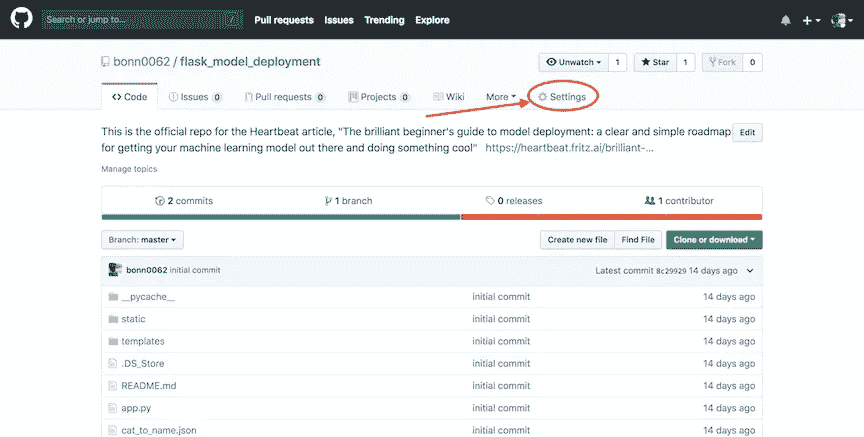 Search or jump to... /
Pull requests Issues Trending Explore
bonn0062 / flask_model_deployment
Unwatch 1 Star 1 Fork 0
Code Issues 0 Pull requests 0 Projects 0 Wiki More Settings
This is the official repo for the Heartbeat article, "The brilliant beginner's guide to model deployment: a clear and simple roadmap Edit
for getting your machine learning model out there and doing something cool" https://heartbeat.fritz.ai/brilliant-...
Manage topics
2 commits 1 branch 0 releases 1 contributor
Branch: master Create new file Find File Clone or download
bonn0062 initial commit Latest commit 8c29929 14 days ago
__pycache__ initial commit 14 days ago
static initial commit 14 days ago
templates initial commit 14 days ago
.DS_Store initial commit 14 days ago
README.md initial commit 14 days ago
app.py initial commit 14 days ago
cat_to_name.json initial commit 14 days ago